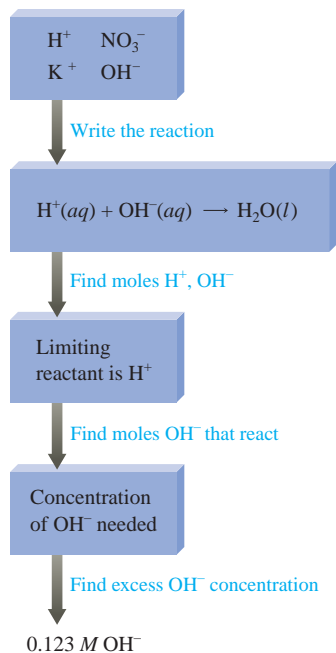 H⁺ NO₃⁻
K⁺ OH⁻
Write the reaction
H⁺(aq) + OH⁻(aq) ⟶ H₂O(l)
Find moles H⁺, OH⁻
Limiting
reactant is H⁺
Find moles OH⁻ that react
Concentration
of OH⁻ needed
Find excess OH⁻ concentration
0.123 M OH⁻